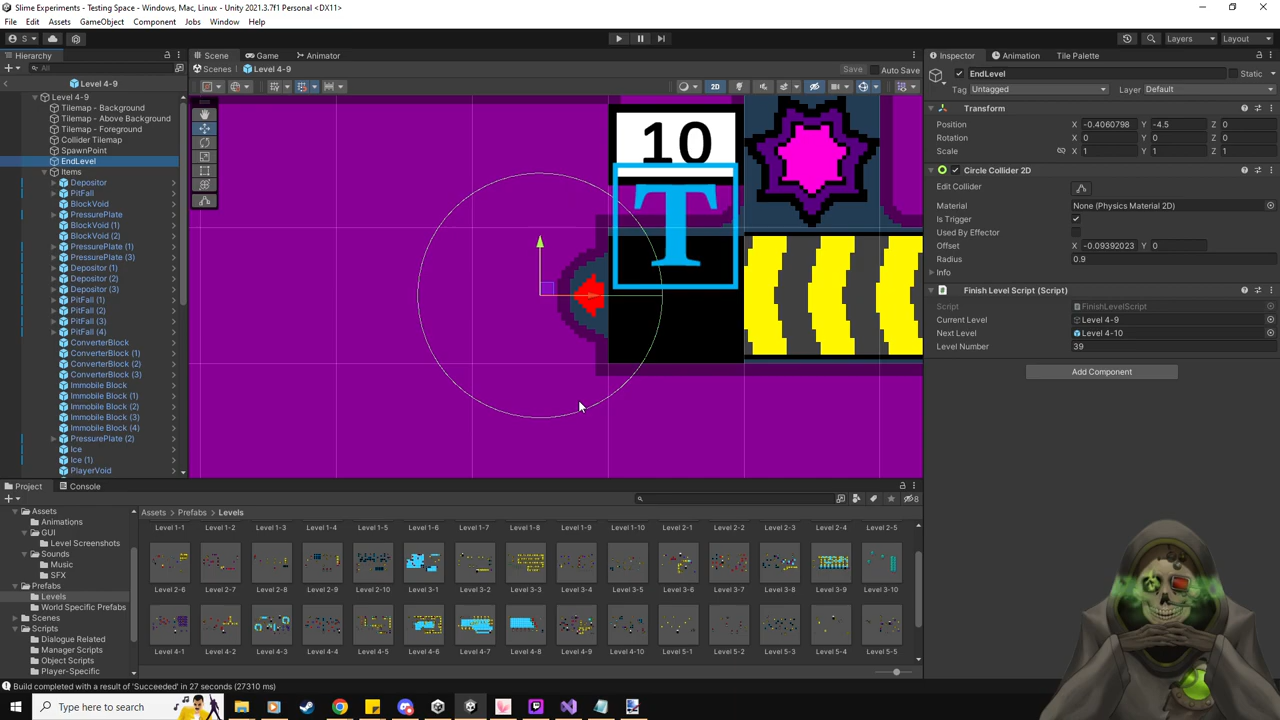 Slime Experiments - Testing Space - Windows, Mac, Linux - Unity 2021.3.7f1 Personal <DX11>
File Edit Assets GameObject Component Jobs Window Help
S
Layers Layout
Hierarchy
All
Level 4-9
Level 4-9
Tilemap - Background
Tilemap - Above Background
Tilemap - Foreground
Collider Tilemap
SpawnPoint
EndLevel
Items
Depositor
PitFall
BlockVoid
PressurePlate
BlockVoid (1)
BlockVoid (2)
PressurePlate (1)
PressurePlate (3)
Depositor (1)
Depositor (2)
Depositor (3)
PitFall (1)
PitFall (2)
PitFall (3)
PitFall (4)
ConverterBlock
ConverterBlock (1)
ConverterBlock (2)
ConverterBlock (3)
Immobile Block
Immobile Block (1)
Immobile Block (2)
Immobile Block (3)
Immobile Block (4)
PressurePlate (2)
Ice
Ice (1)
PlayerVoid
Scene Game Animator
Scenes Level 4-9
Save Auto Save
2D
10
T
Inspector Animation Tile Palette
EndLevel Static
Tag Untagged Layer Default
Transform
Position X -0.4060798 Y -4.5 Z 0
Rotation X 0 Y 0 Z 0
Scale X 1 Y 1 Z 1
Circle Collider 2D
Edit Collider
Material None (Physics Material 2D)
Is Trigger
Used By Effector
Offset X -0.09392023 Y 0
Radius 0.9
Info
Finish Level Script (Script)
Script FinishLevelScript
Current Level Level 4-9
Next Level Level 4-10
Level Number 39
Add Component
Project Console
8
Assets
Animations
GUI
Level Screenshots
Sounds
Music
SFX
Prefabs
Levels
World Specific Prefabs
Scenes
Scripts
Dialogue Related
Manager Scripts
Object Scripts
Player-Specific
Assets > Prefabs > Levels
Level 1-1 Level 1-2 Level 1-3 Level 1-4 Level 1-5 Level 1-6 Level 1-7 Level 1-8 Level 1-9 Level 1-10 Level 2-1 Level 2-2 Level 2-3 Level 2-4 Level 2-5
Level 2-6 Level 2-7 Level 2-8 Level 2-9 Level 2-10 Level 3-1 Level 3-2 Level 3-3 Level 3-4 Level 3-5 Level 3-6 Level 3-7 Level 3-8 Level 3-9 Level 3-10
Level 4-1 Level 4-2 Level 4-3 Level 4-4 Level 4-5 Level 4-6 Level 4-7 Level 4-8 Level 4-9 Level 4-10 Level 5-1 Level 5-2 Level 5-3 Level 5-4 Level 5-5
Build completed with a result of 'Succeeded' in 27 seconds (27310 ms)
Type here to search